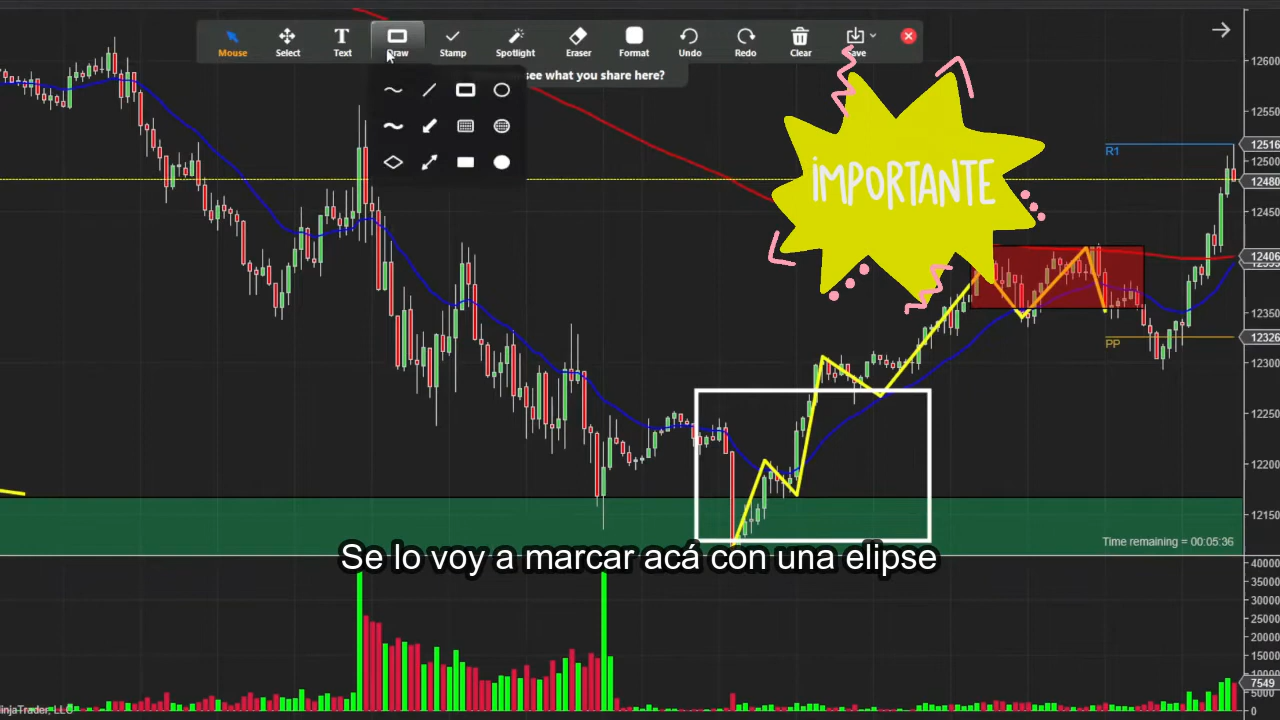 Mouse Select Text Draw Stamp Spotlight Eraser Format Undo Redo Clear Save
see what you share here?
IMPORTANTE
12600
12550
R1
12516
12500
12480
12450
12406
12350
PP
12326
12300
12250
12200
12150
Time remaining = 00:05:36
Se lo voy a marcar acá con una elipse
40000
30000
25000
20000
15000
7549
5000
0
NinjaTrader, LLC